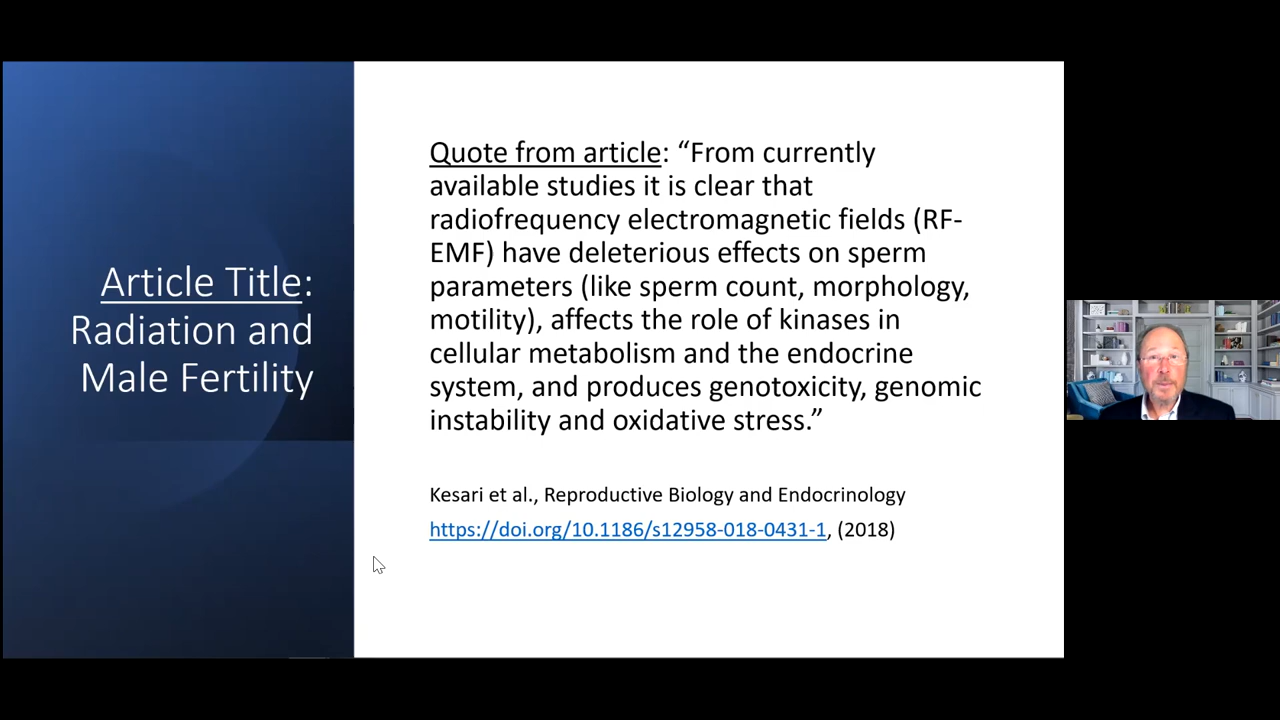 Article Title:
Radiation and
Male Fertility
Quote from article: “From currently
available studies it is clear that
radiofrequency electromagnetic fields (RF-
EMF) have deleterious effects on sperm
parameters (like sperm count, morphology,
motility), affects the role of kinases in
cellular metabolism and the endocrine
system, and produces genotoxicity, genomic
instability and oxidative stress.”
Kesari et al., Reproductive Biology and Endocrinology
https://doi.org/10.1186/s12958-018-0431-1, (2018)